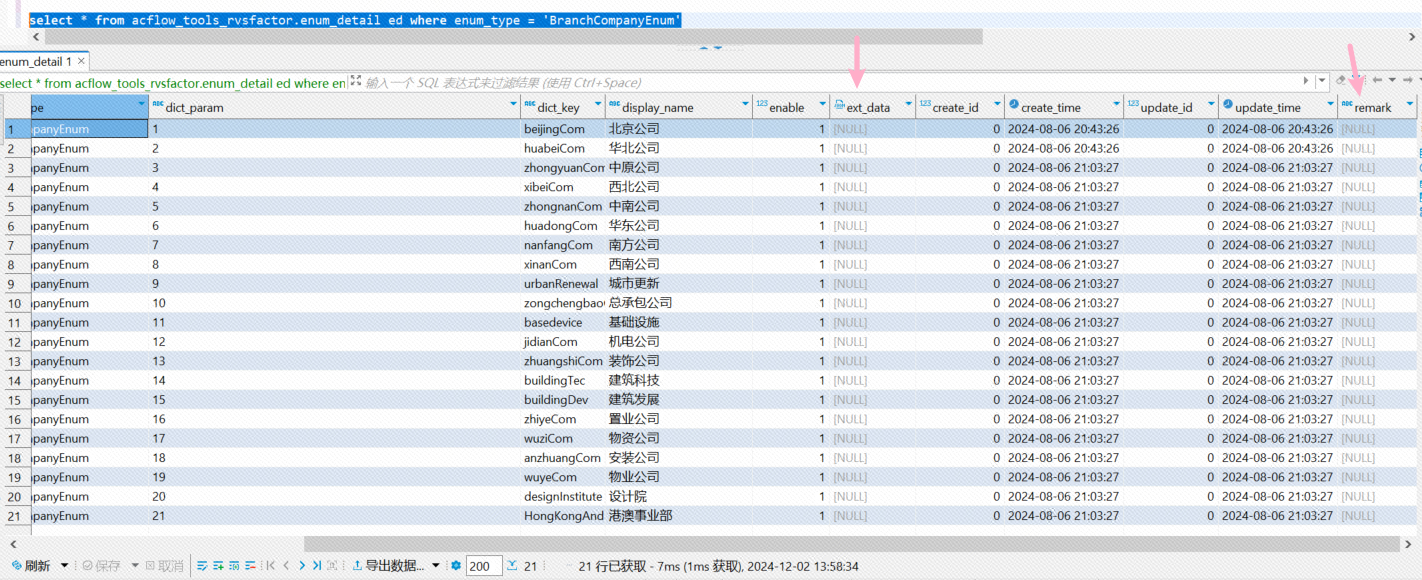 select * from acflow_tools_rvsfactor.enum_detail ed where enum_type = 'BranchCompanyEnum'
enum_detail 1
select * from acflow_tools_rvsfactor.enum_detail ed where en 输入一个 SQL 表达式来过滤结果 (使用 Ctrl+Space)
pe ABC dict_param ABC dict_key ABC display_name 123 enable ext_data 123 create_id create_time 123 update_id update_time ABC remark
1 panyEnum 1 beijingCom 北京公司 1 [NULL] 0 2024-08-06 20:43:26 0 2024-08-06 20:43:26 [NULL]
2 panyEnum 2 huabeiCom 华北公司 1 [NULL] 0 2024-08-06 20:43:26 0 2024-08-06 20:43:26 [NULL]
3 panyEnum 3 zhongyuanCom 中原公司 1 [NULL] 0 2024-08-06 21:03:27 0 2024-08-06 21:03:27 [NULL]
4 panyEnum 4 xibeiCom 西北公司 1 [NULL] 0 2024-08-06 21:03:27 0 2024-08-06 21:03:27 [NULL]
5 panyEnum 5 zhongnanCom 中南公司 1 [NULL] 0 2024-08-06 21:03:27 0 2024-08-06 21:03:27 [NULL]
6 panyEnum 6 huadongCom 华东公司 1 [NULL] 0 2024-08-06 21:03:27 0 2024-08-06 21:03:27 [NULL]
7 panyEnum 7 nanfangCom 南方公司 1 [NULL] 0 2024-08-06 21:03:27 0 2024-08-06 21:03:27 [NULL]
8 panyEnum 8 xinanCom 西南公司 1 [NULL] 0 2024-08-06 21:03:27 0 2024-08-06 21:03:27 [NULL]
9 panyEnum 9 urbanRenewal 城市更新 1 [NULL] 0 2024-08-06 21:03:27 0 2024-08-06 21:03:27 [NULL]
10 panyEnum 10 zongchengbao 总承包公司 1 [NULL] 0 2024-08-06 21:03:27 0 2024-08-06 21:03:27 [NULL]
11 panyEnum 11 basedevice 基础设施 1 [NULL] 0 2024-08-06 21:03:27 0 2024-08-06 21:03:27 [NULL]
12 panyEnum 12 jidianCom 机电公司 1 [NULL] 0 2024-08-06 21:03:27 0 2024-08-06 21:03:27 [NULL]
13 panyEnum 13 zhuangshiCom 装饰公司 1 [NULL] 0 2024-08-06 21:03:27 0 2024-08-06 21:03:27 [NULL]
14 panyEnum 14 buildingTec 建筑科技 1 [NULL] 0 2024-08-06 21:03:27 0 2024-08-06 21:03:27 [NULL]
15 panyEnum 15 buildingDev 建筑发展 1 [NULL] 0 2024-08-06 21:03:27 0 2024-08-06 21:03:27 [NULL]
16 panyEnum 16 zhiyeCom 置业公司 1 [NULL] 0 2024-08-06 21:03:27 0 2024-08-06 21:03:27 [NULL]
17 panyEnum 17 wuziCom 物资公司 1 [NULL] 0 2024-08-06 21:03:27 0 2024-08-06 21:03:27 [NULL]
18 panyEnum 18 anzhuangCom 安装公司 1 [NULL] 0 2024-08-06 21:03:27 0 2024-08-06 21:03:27 [NULL]
19 panyEnum 19 wuyeCom 物业公司 1 [NULL] 0 2024-08-06 21:03:27 0 2024-08-06 21:03:27 [NULL]
20 panyEnum 20 designInstitute 设计院 1 [NULL] 0 2024-08-06 21:03:27 0 2024-08-06 21:03:27 [NULL]
21 panyEnum 21 HongKongAnd 港澳事业部 1 [NULL] 0 2024-08-06 21:03:27 0 2024-08-06 21:03:27 [NULL]
刷新 保存 取消 导出数据... 200 21 21 行已获取 - 7ms (1ms 获取), 2024-12-02 13:58:34